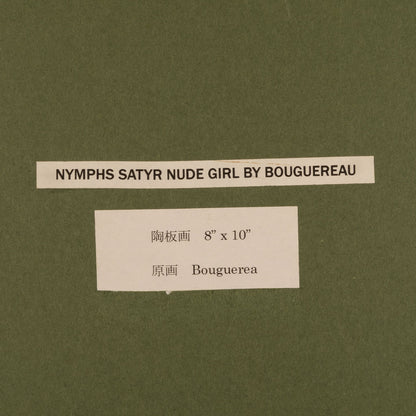 NYMPHS SATYR NUDE GIRL BY BOUGUEREAU
陶板画　8” x 10”
原画　Bouguerea